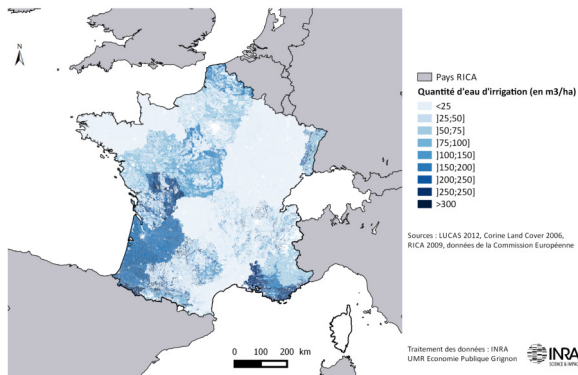 N
Pays RICA
Quantité d'eau d'irrigation (en m3/ha)
<25
]25;50]
]50;75]
]75;100]
]100;150]
]150;200]
]200;250]
]250;250]
>300
Sources : LUCAS 2012, Corine Land Cover 2006,
RICA 2009, données de la Commission Européenne
0 100 200 km
Traitement des données : INRA
UMR Economie Publique Grignon
INRA
SCIENCE & IMPACT